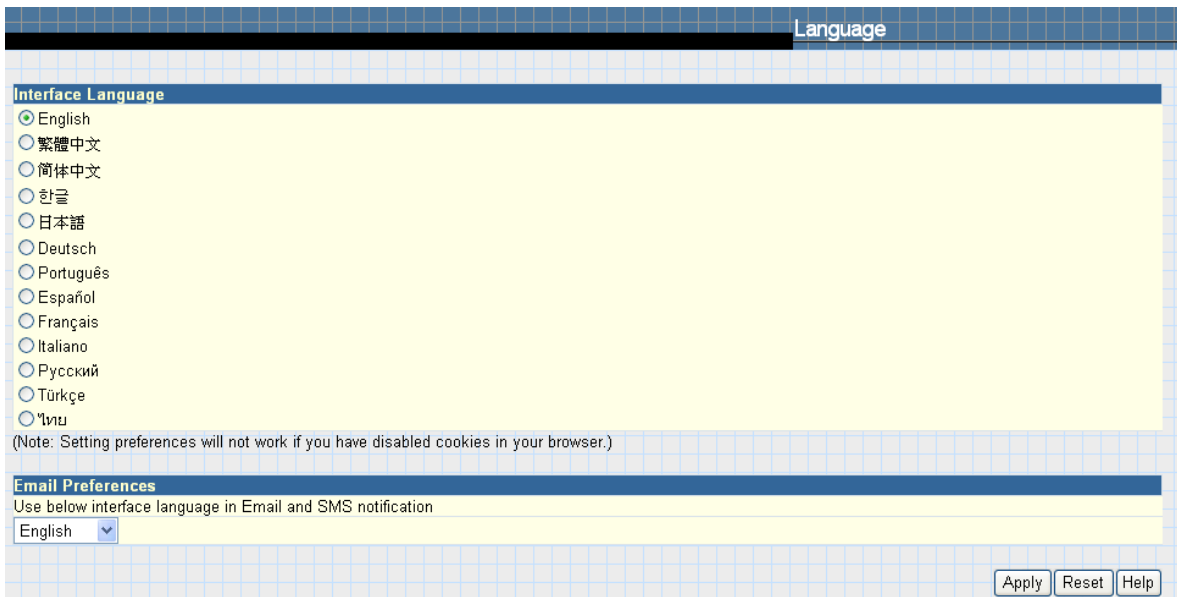 Language
Interface Language
English
繁體中文
简体中文
한글
日本語
Deutsch
Português
Español
Français
Italiano
Русский
Türkçe
ไทย
(Note: Setting preferences will not work if you have disabled cookies in your browser.)
Email Preferences
Use below interface language in Email and SMS notification
English
Apply Reset Help